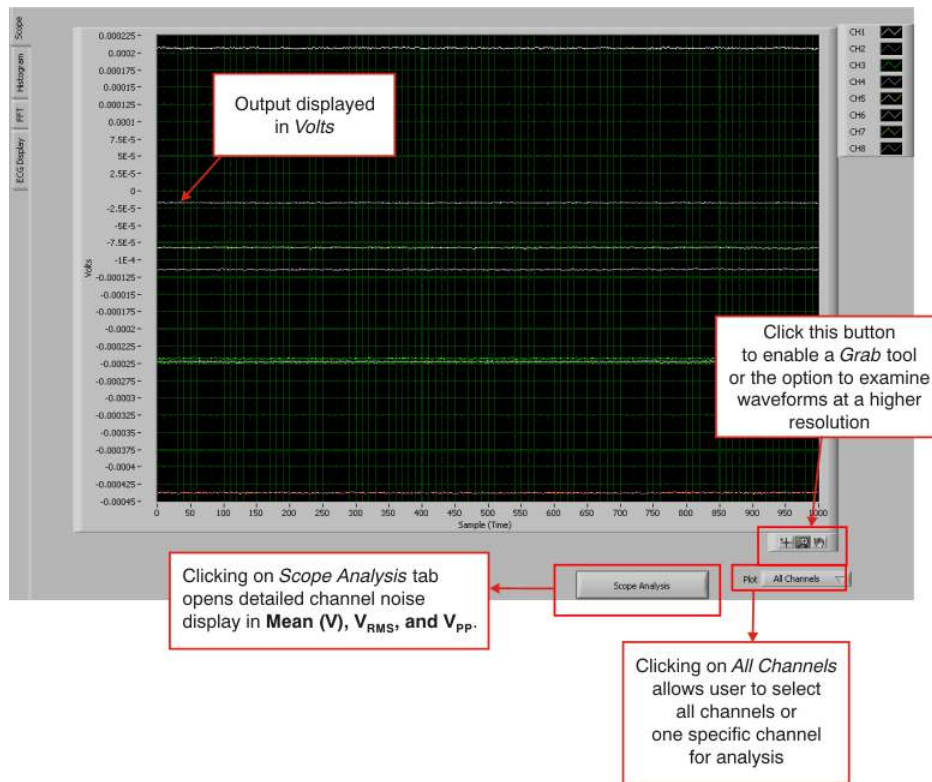 Scope
Histogram
FFT
ECG Display
0.000225
0.0002
0.000175
0.00015
0.000125
0.0001
7.5E-5
5E-5
2.5E-5
0
-2.5E-5
-5E-5
-7.5E-5
-1E-4
-0.000125
-0.00015
-0.000175
-0.0002
-0.000225
-0.00025
-0.000275
-0.0003
-0.000325
-0.00035
-0.000375
-0.0004
-0.000425
-0.00045
Volts
0 50 100 150 200 250 300 350 400 450 500 550 600 650 700 750 800 850 900 950 1000
Sample (Time)
CH1
CH2
CH3
CH4
CH5
CH6
CH7
CH8
Output displayed
in Volts
Click this button
to enable a Grab tool
or the option to examine
waveforms at a higher
resolution
Clicking on Scope Analysis tab
opens detailed channel noise
display in Mean (V), VRMS, and VPP.
Scope Analysis
Plot All Channels
Clicking on All Channels
allows user to select
all channels or
one specific channel
for analysis